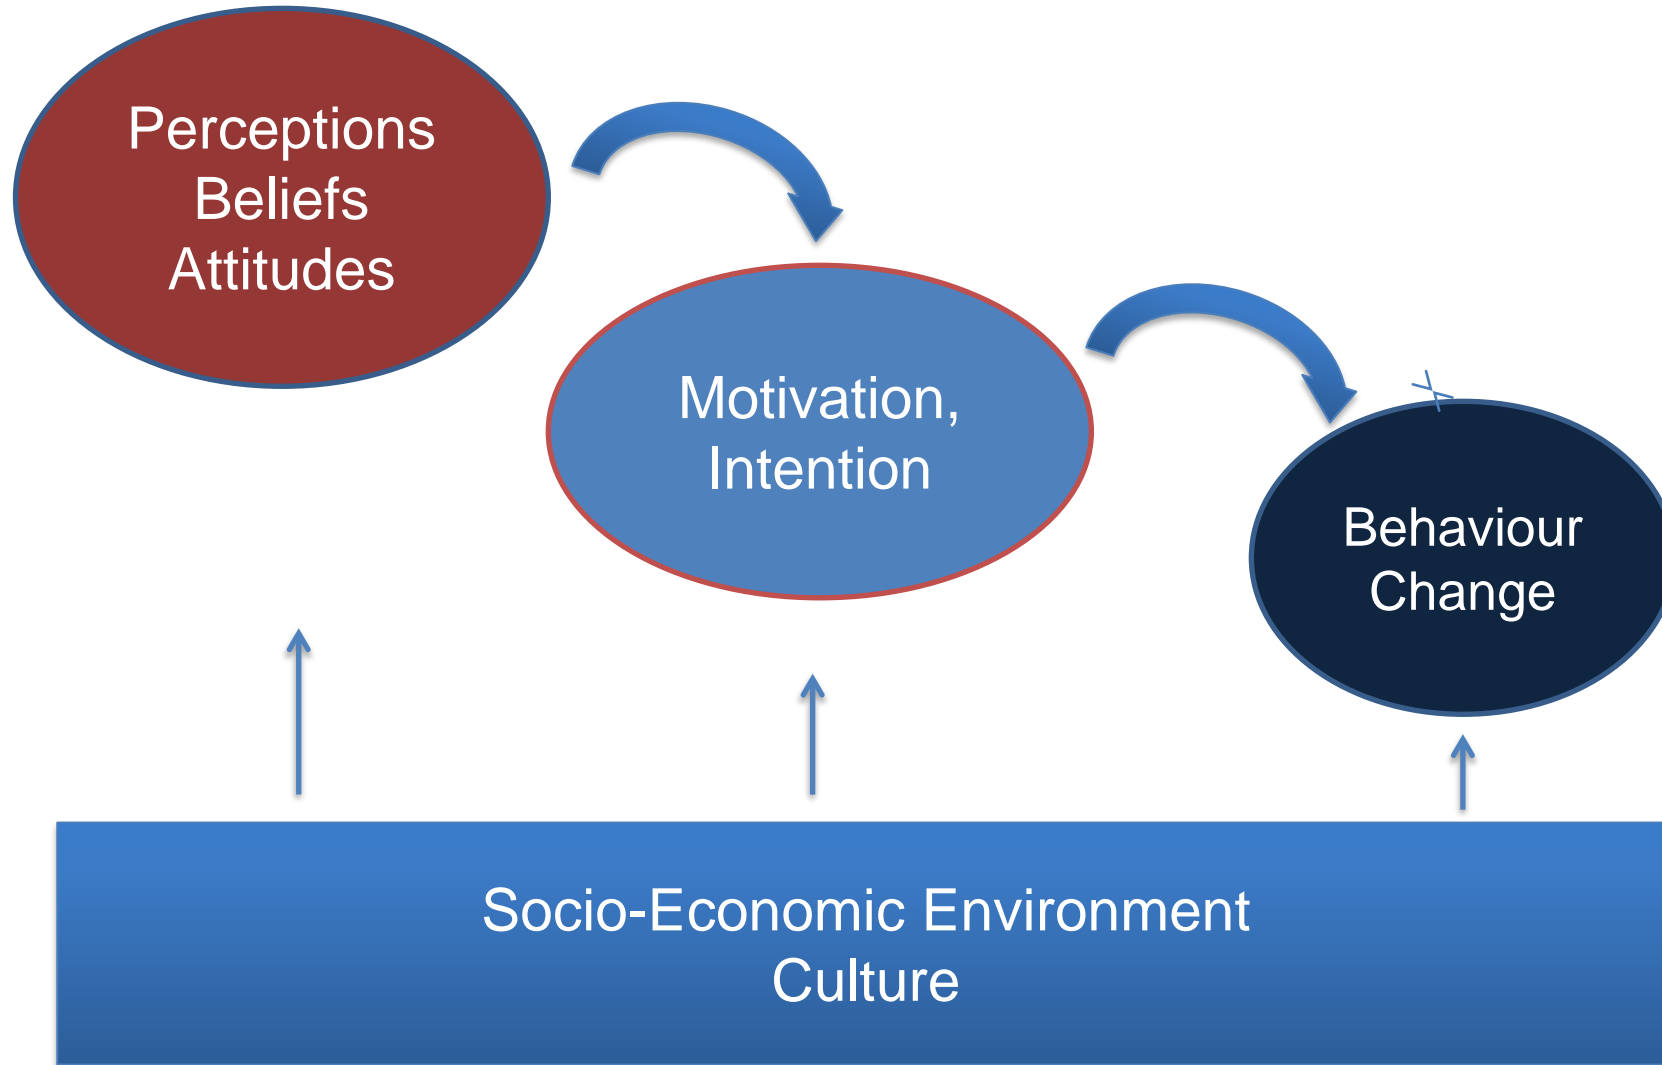 Perceptions
Beliefs
Attitudes
Motivation,
Intention
Behaviour
Change
Socio-Economic Environment
Culture